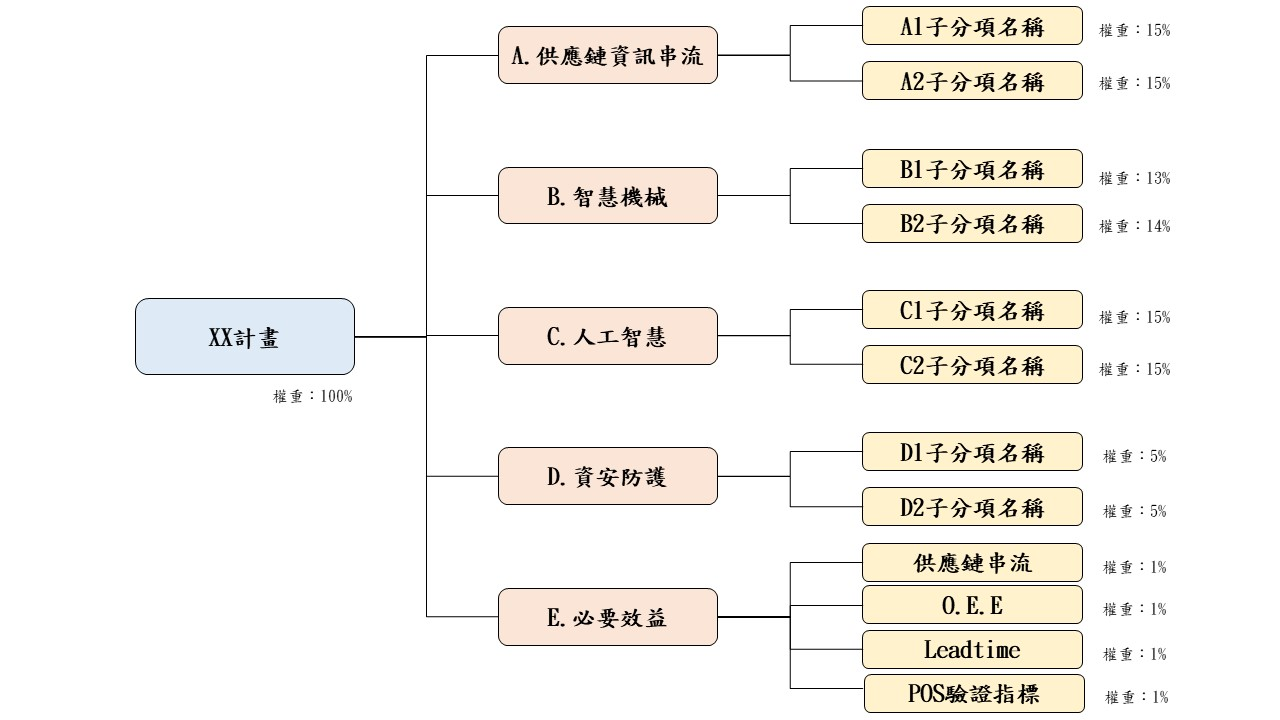 XX計畫
權重：100%
A.供應鏈資訊串流
A1子分項名稱
權重：15%
A2子分項名稱
權重：15%
B.智慧機械
B1子分項名稱
權重：13%
B2子分項名稱
權重：14%
C.人工智慧
C1子分項名稱
權重：15%
C2子分項名稱
權重：15%
D.資安防護
D1子分項名稱
權重：5%
D2子分項名稱
權重：5%
E.必要效益
供應鏈串流
權重：1%
O.E.E
權重：1%
Leadtime
權重：1%
POS驗證指標
權重：1%